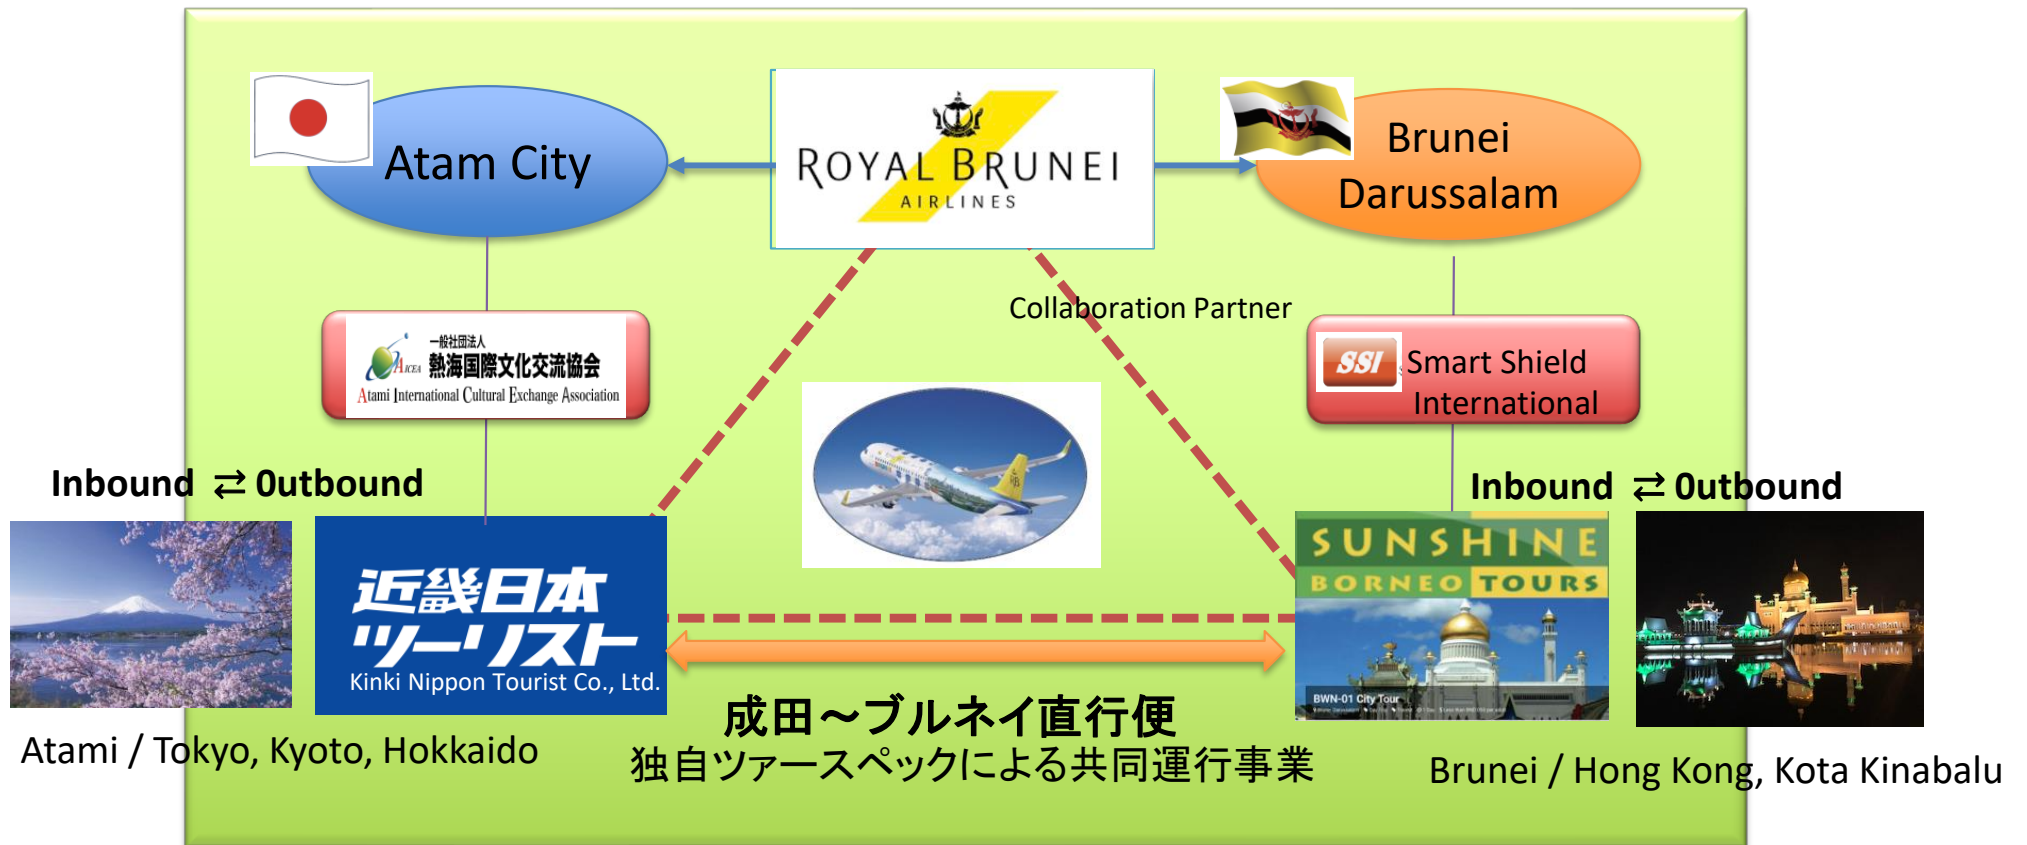 Atam City
ROYAL BRUNEI
AIRLINES
Brunei
Darussalam
Collaboration Partner
一般社団法人
AICEA 熱海国際文化交流協会
Atami International Cultural Exchange Association
SSI Smart Shield
International
Inbound ⇄ 0utbound
Inbound ⇄ 0utbound
近畿日本
ツーリスト
Kinki Nippon Tourist Co., Ltd.
SUNSHINE
BORNEO TOURS
BWN-01 City Tour
成田～ブルネイ直行便
独自ツァースペックによる共同運行事業
Atami / Tokyo, Kyoto, Hokkaido
Brunei / Hong Kong, Kota Kinabalu